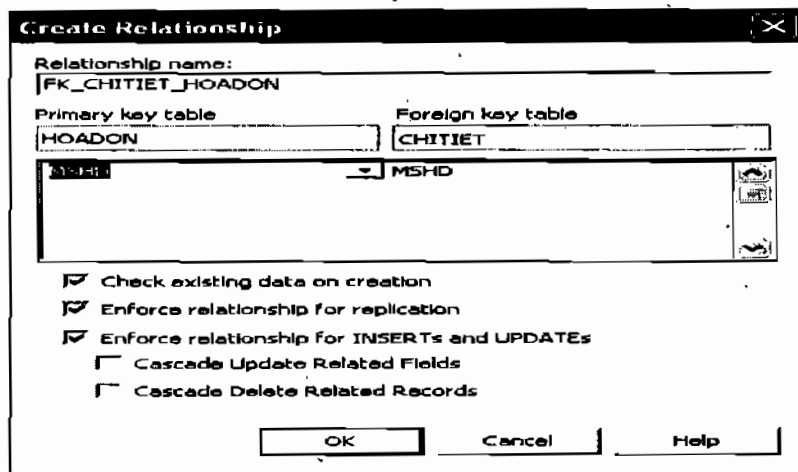 Create Relationship
Relationship name:
FK_CHITIET_HOADON
Primary key table Foreign key table
HOADON CHITIET
MSHD MSHD
Check existing data on creation
Enforce relationship for replication
Enforce relationship for INSERTs and UPDATEs
Cascade Update Related Fields
Cascade Delete Related Records
OK Cancel Help